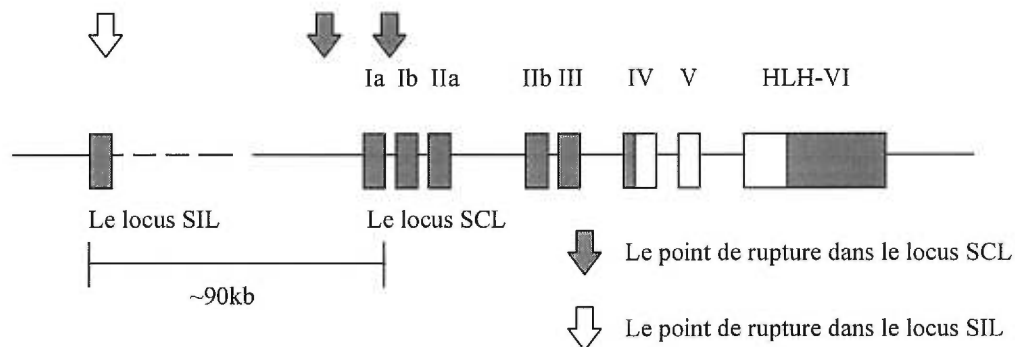 Ia Ib IIa IIb III IV V HLH-VI
Le locus SIL Le locus SCL
Le point de rupture dans le locus SCL
~90kb
Le point de rupture dans le locus SIL